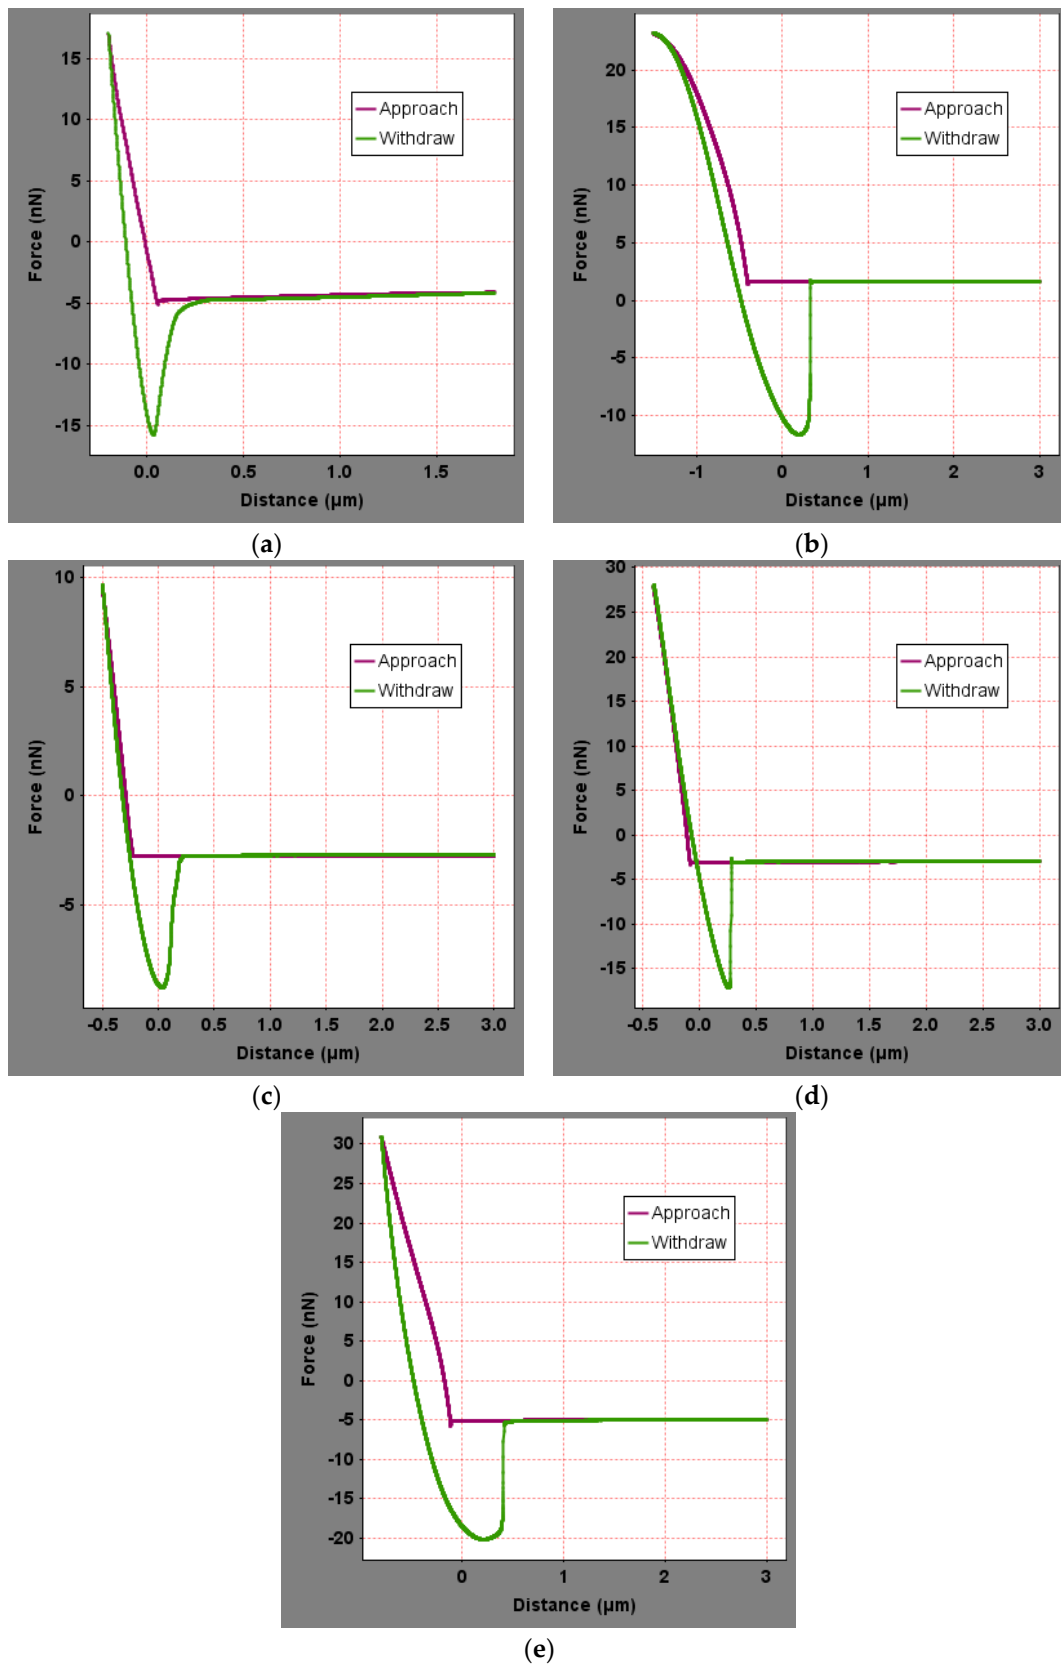 15
10
5
0
-5
-10
-15
Force (nN)
Approach
Withdraw
0.0 0.5 1.0 1.5
Distance (µm)
(a)
20
15
10
5
0
-5
-10
Force (nN)
Approach
Withdraw
-1 0 1 2 3
Distance (µm)
(b)
10
5
0
-5
Force (nN)
Approach
Withdraw
-0.5 0.0 0.5 1.0 1.5 2.0 2.5 3.0
Distance (µm)
(c)
30
25
20
15
10
5
0
-5
-10
-15
Force (nN)
Approach
Withdraw
-0.5 0.0 0.5 1.0 1.5 2.0 2.5 3.0
Distance (µm)
(d)
30
25
20
15
10
5
0
-5
-10
-15
-20
Force (nN)
Approach
Withdraw
0 1 2 3
Distance (µm)
(e)